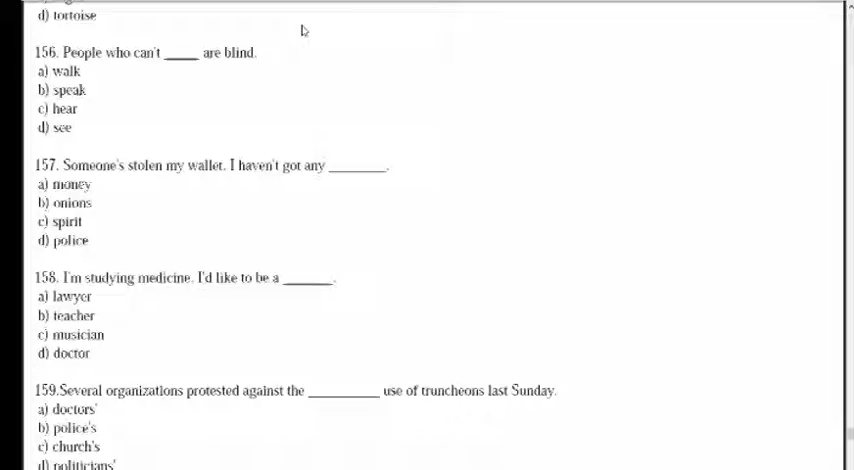 d) tortoise
156. People who can't _____ are blind.
a) walk
b) speak
c) hear
d) see
157. Someone's stolen my wallet. I haven't got any ________.
a) money
b) onions
c) spirit
d) police
158. I'm studying medicine. I'd like to be a _______.
a) lawyer
b) teacher
c) musician
d) doctor
159.Several organizations protested against the __________ use of truncheons last Sunday.
a) doctors'
b) police's
c) church's
d) politicians'